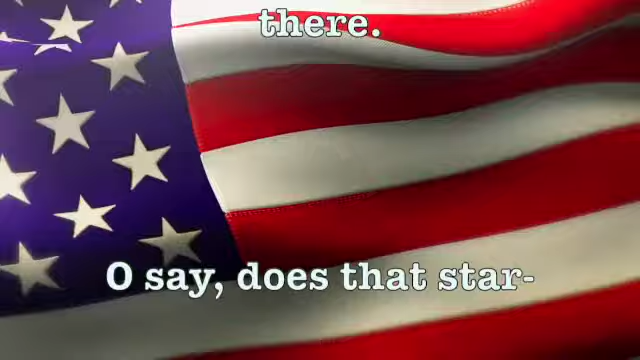 there.
O say, does that star-